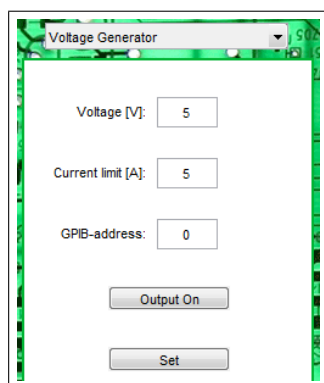 Voltage Generator
Voltage [V]: 5
Current limit [A]: 5
GPIB-address: 0
Output On
Set